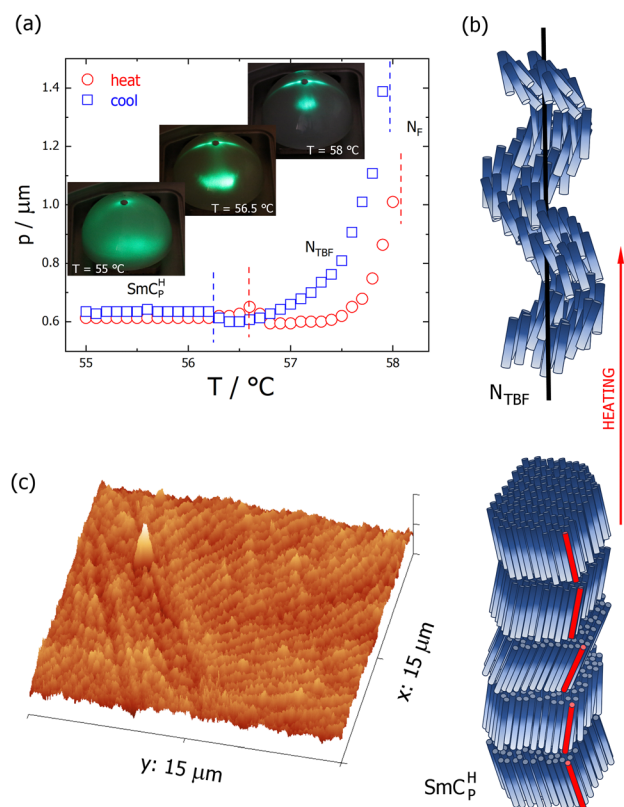 (a)
(b)
heat
cool
1.4
1.2
1.0
0.8
0.6
p / μm
T = 58 °C
T = 56.5 °C
T = 55 °C
N_F
N_TBF
SmC_P^H
55
56
57
58
T / °C
N_TBF
HEATING
(c)
x: 15 μm
y: 15 μm
SmC_P^H